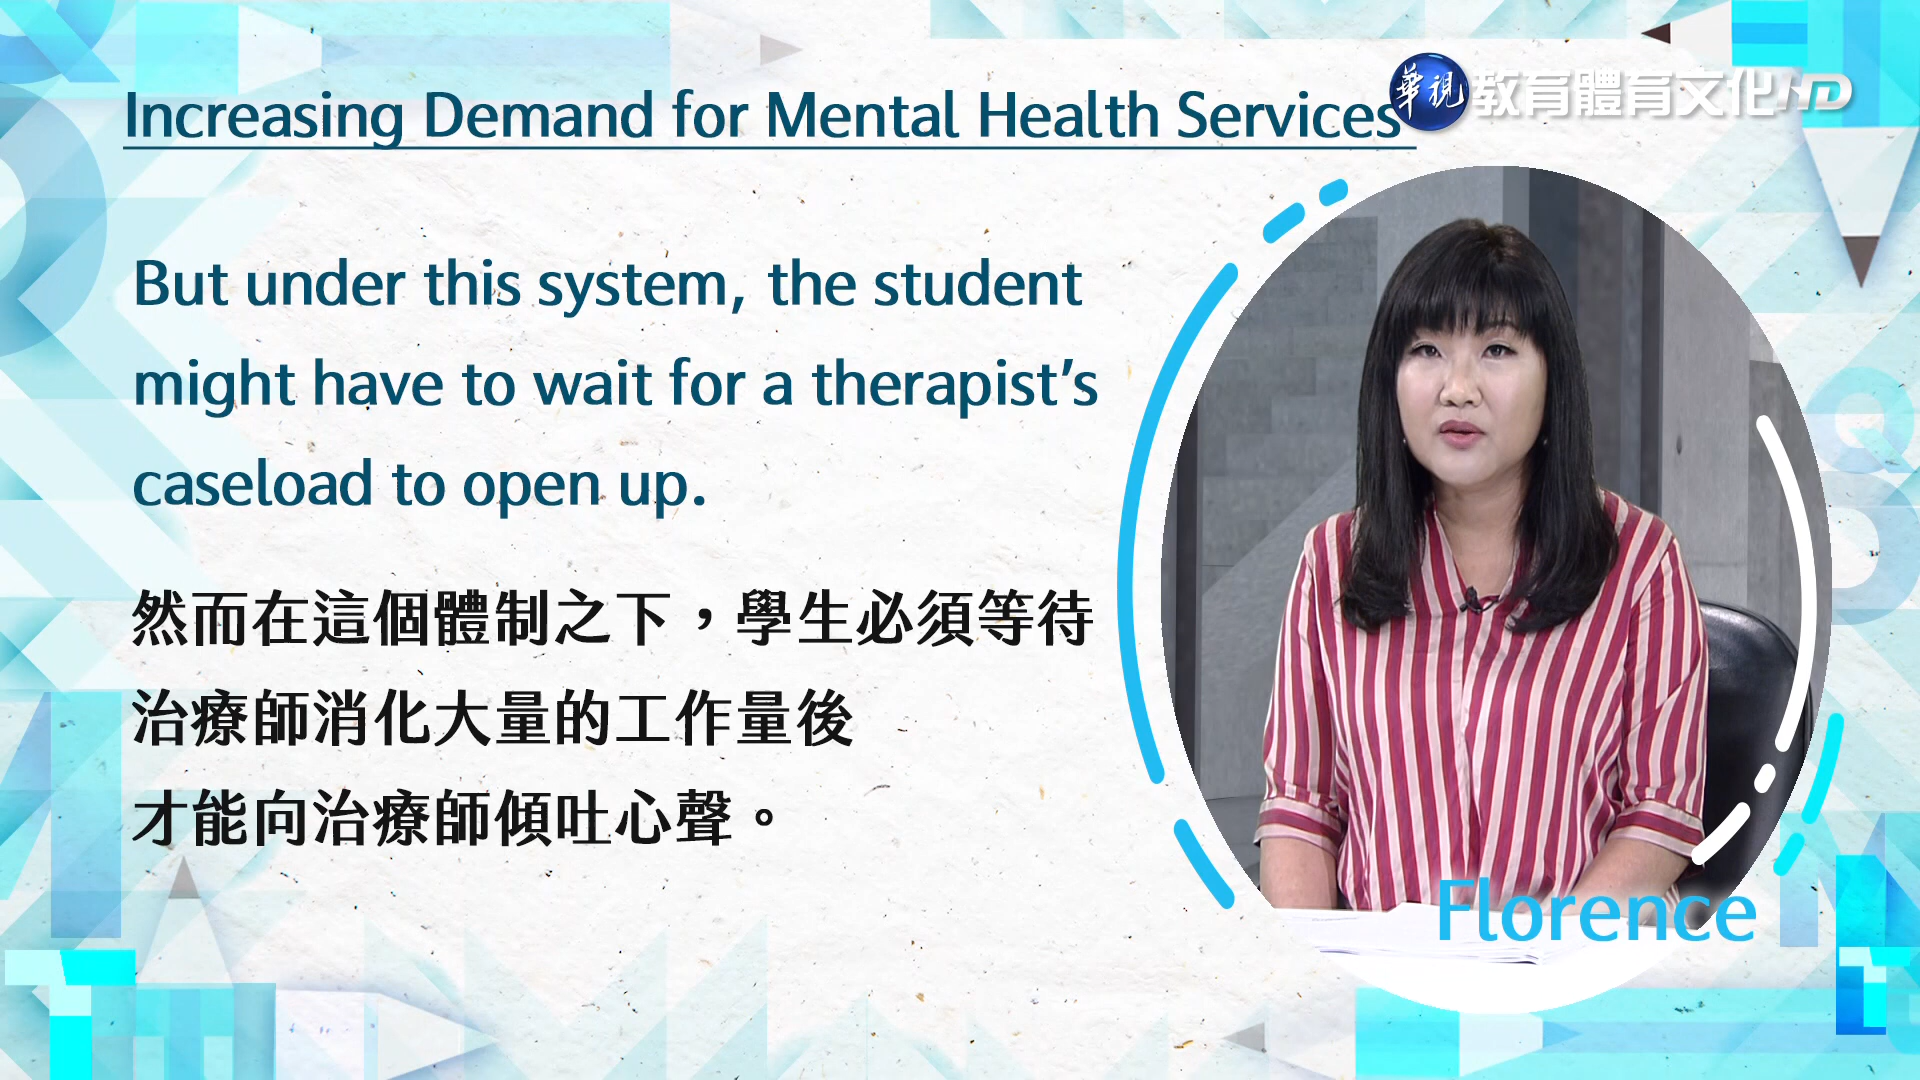 Increasing Demand for Mental Health Services
華視 教育體育文化HD
But under this system, the student
might have to wait for a therapist’s
caseload to open up.
然而在這個體制之下，學生必須等待
治療師消化大量的工作量後
才能向治療師傾吐心聲。
Florence